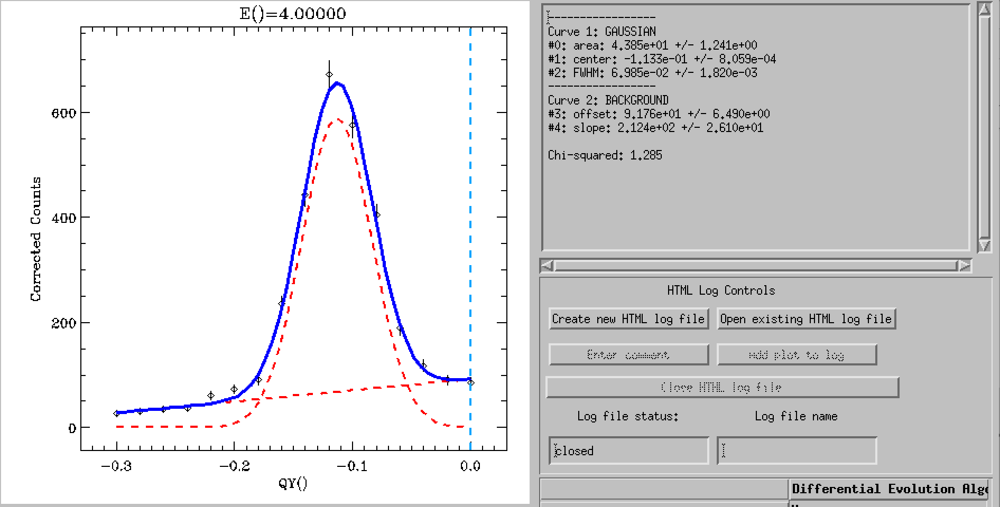 E()=4.00000
600
400
200
0
Corrected Counts
−0.3
−0.2
−0.1
0.0
QY()
-----------------
Curve 1: GAUSSIAN
#0: area: 4.385e+01 +/- 1.241e+00
#1: center: -1.133e-01 +/- 8.059e-04
#2: FWHM: 6.985e-02 +/- 1.820e-03
-----------------
Curve 2: BACKGROUND
#3: offset: 9.176e+01 +/- 6.490e+00
#4: slope: 2.124e+02 +/- 2.610e+01
Chi-squared: 1.285
HTML Log Controls
Create new HTML log file
Open existing HTML log file
Enter comment
Add plot to log
Close HTML log file
Log file status:
Log file name
closed
Differential Evolution Algo